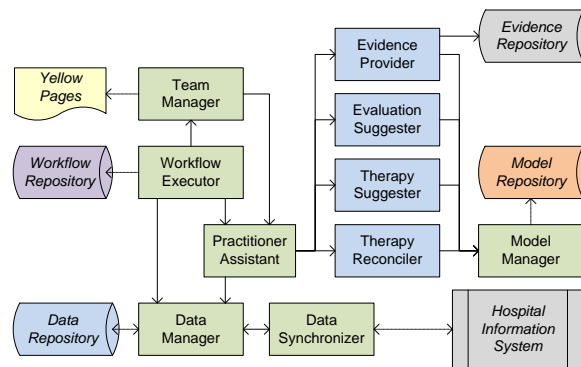 Evidence
Provider
Evidence
Repository
Yellow
Pages
Team
Manager
Evaluation
Suggester
Workflow
Repository
Workflow
Executor
Therapy
Suggester
Model
Repository
Practitioner
Assistant
Therapy
Reconciler
Model
Manager
Data
Repository
Data
Manager
Data
Synchronizer
Hospital
Information
System